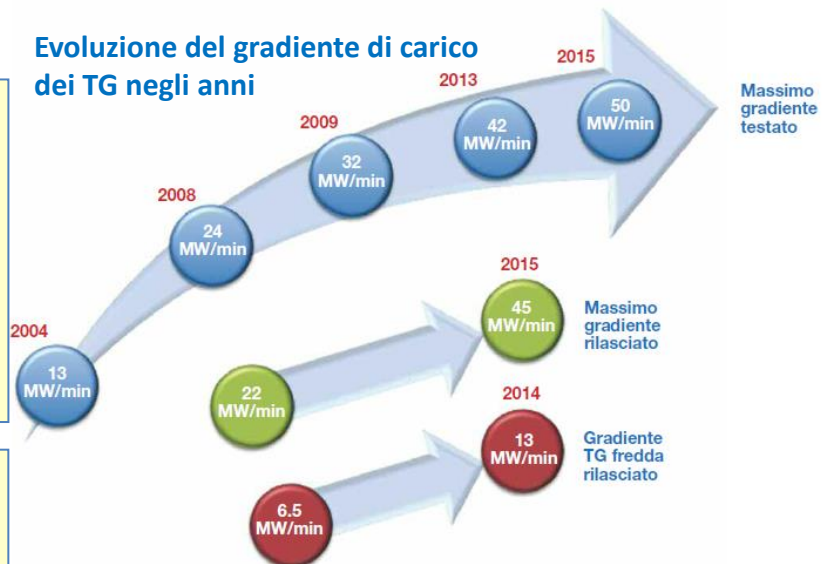 Evoluzione del gradiente di carico
dei TG negli anni
2015
2013
2009
2008
2004
50
MW/min
42
MW/min
32
MW/min
24
MW/min
13
MW/min
Massimo
gradiente
testato
2015
45
MW/min
22
MW/min
Massimo
gradiente
rilasciato
2014
13
MW/min
6.5
MW/min
Gradiente
TG fredda
rilasciato